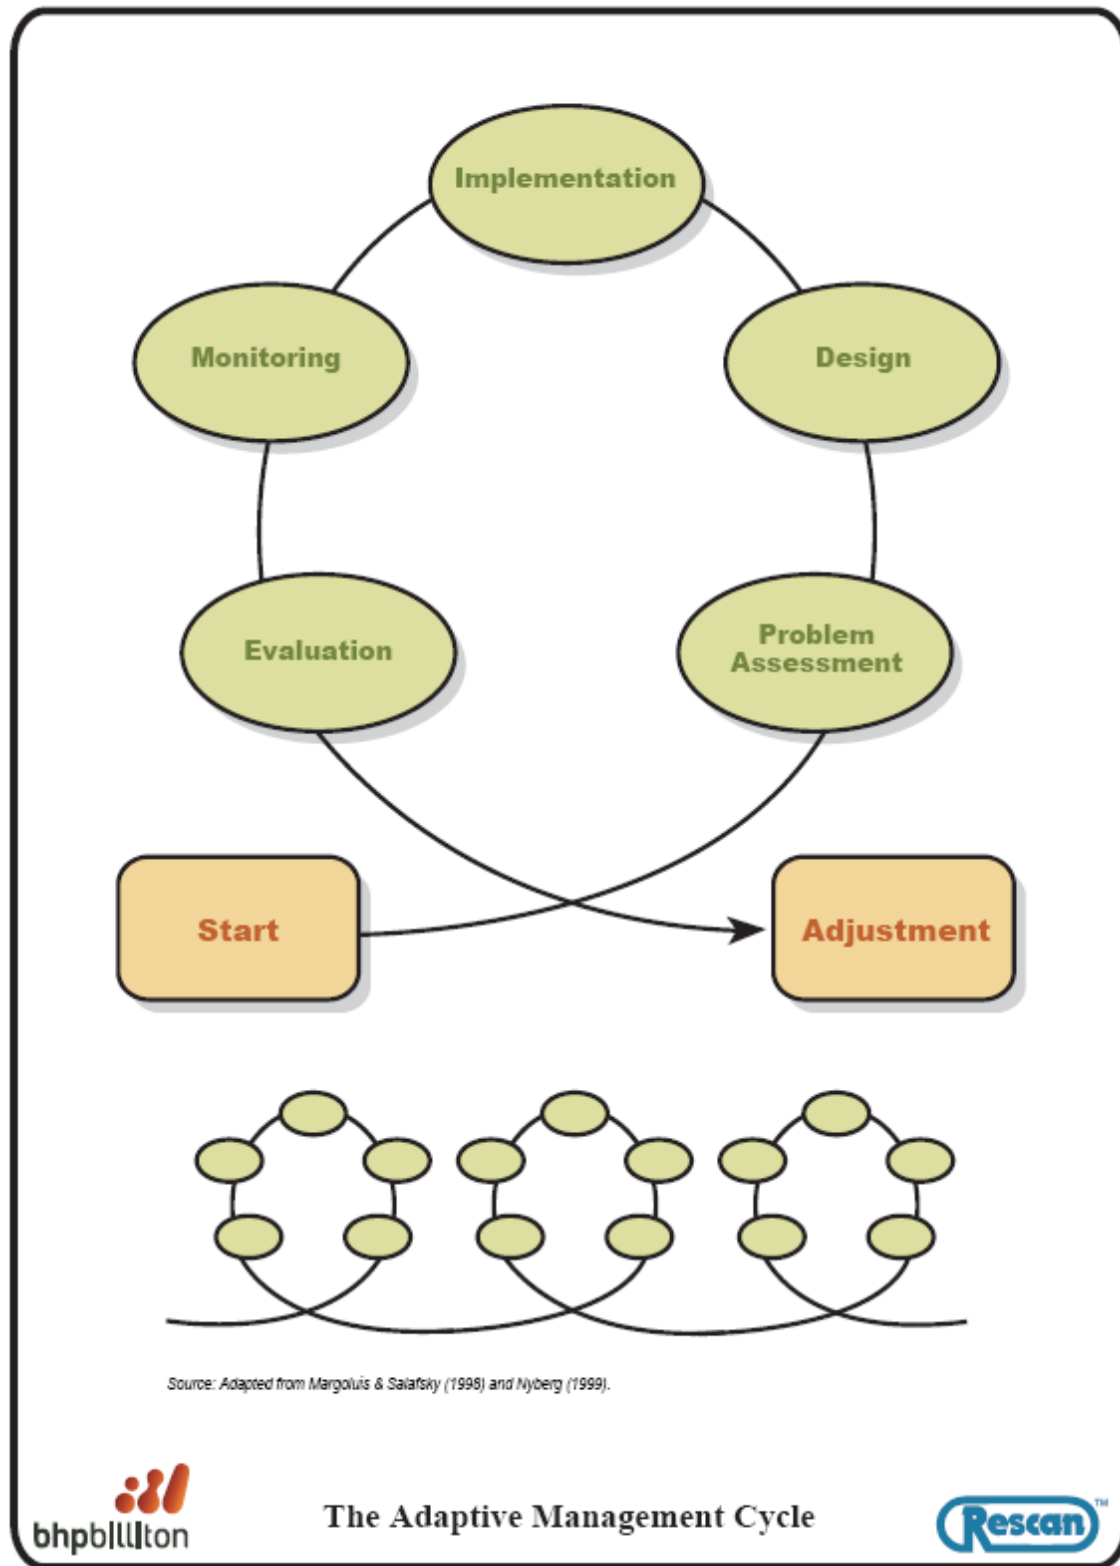 Implementation
Monitoring
Design
Evaluation
Problem
Assessment
Start
Adjustment
Source: Adapted from Margoluis & Salafsky (1998) and Nyberg (1999).
bhpbilliton
The Adaptive Management Cycle
Rescan™